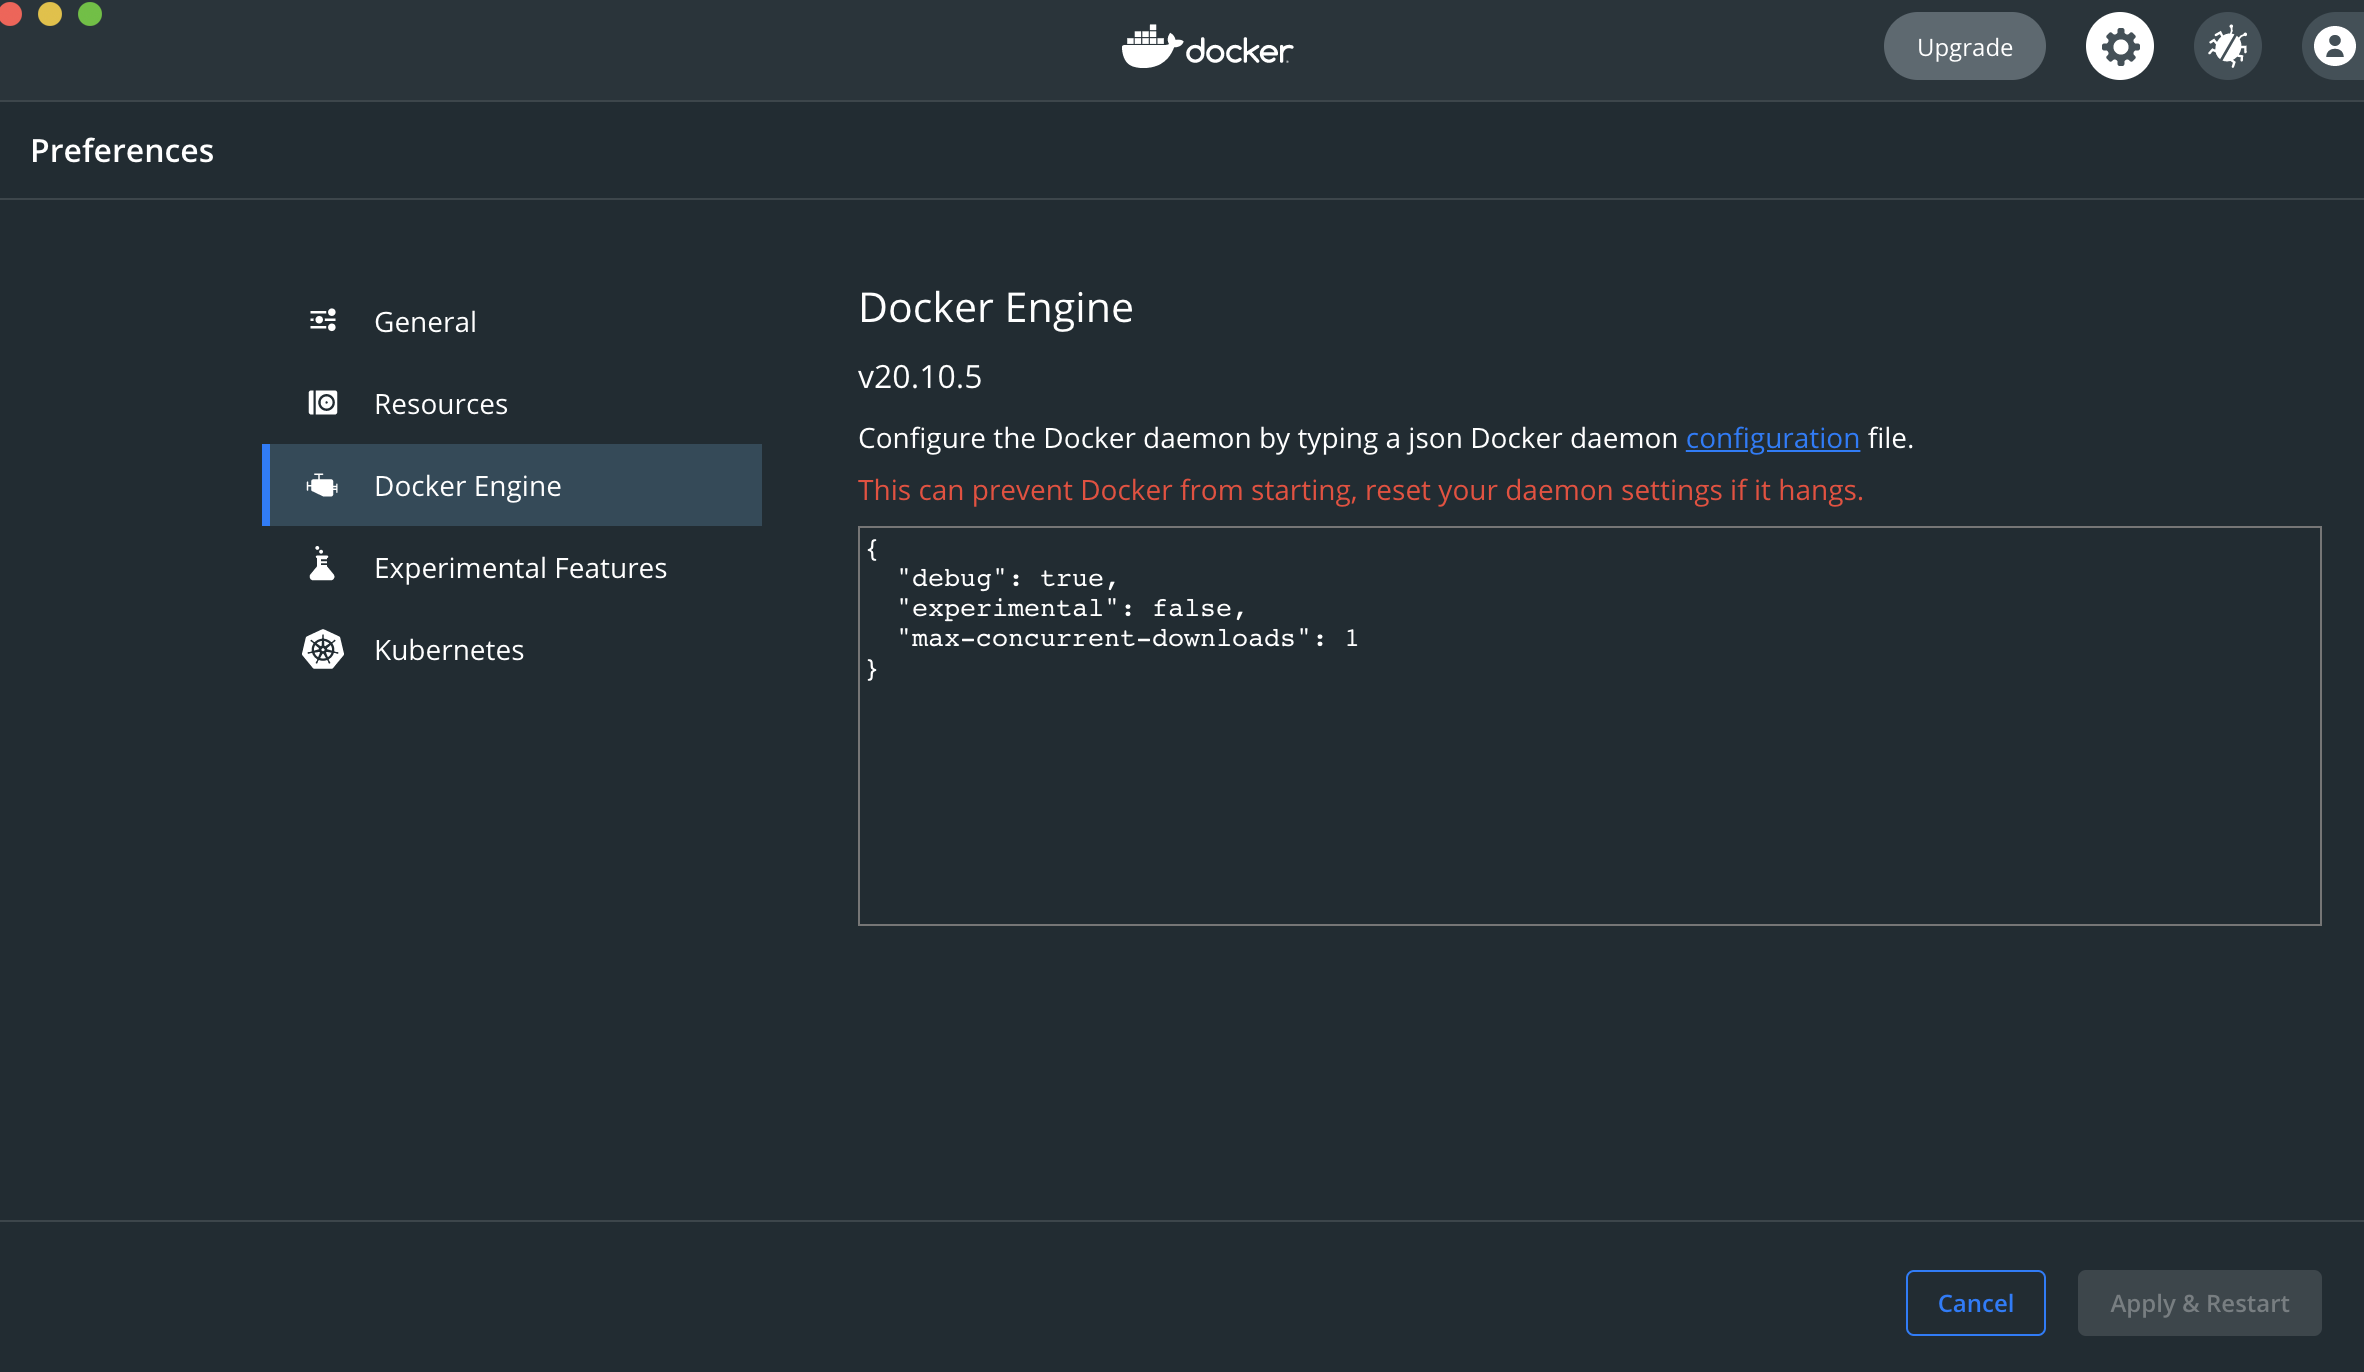 docker
Upgrade
Preferences
General
Resources
Docker Engine
Experimental Features
Kubernetes
Docker Engine
v20.10.5
Configure the Docker daemon by typing a json Docker daemon configuration file.
This can prevent Docker from starting, reset your daemon settings if it hangs.
{
  "debug": true,
  "experimental": false,
  "max-concurrent-downloads": 1
}
Cancel
Apply & Restart